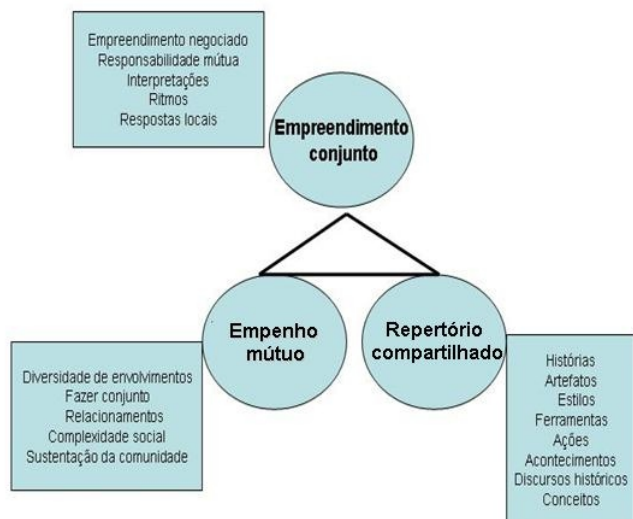 Empreendimento negociado
Responsabilidade mútua
Interpretações
Ritmos
Respostas locais
Empreendimento
conjunto
Empenho
mútuo
Repertório
compartilhado
Diversidade de envolvimentos
Fazer conjunto
Relacionamentos
Complexidade social
Sustentação da comunidade
Histórias
Artefatos
Estilos
Ferramentas
Ações
Acontecimentos
Discursos históricos
Conceitos